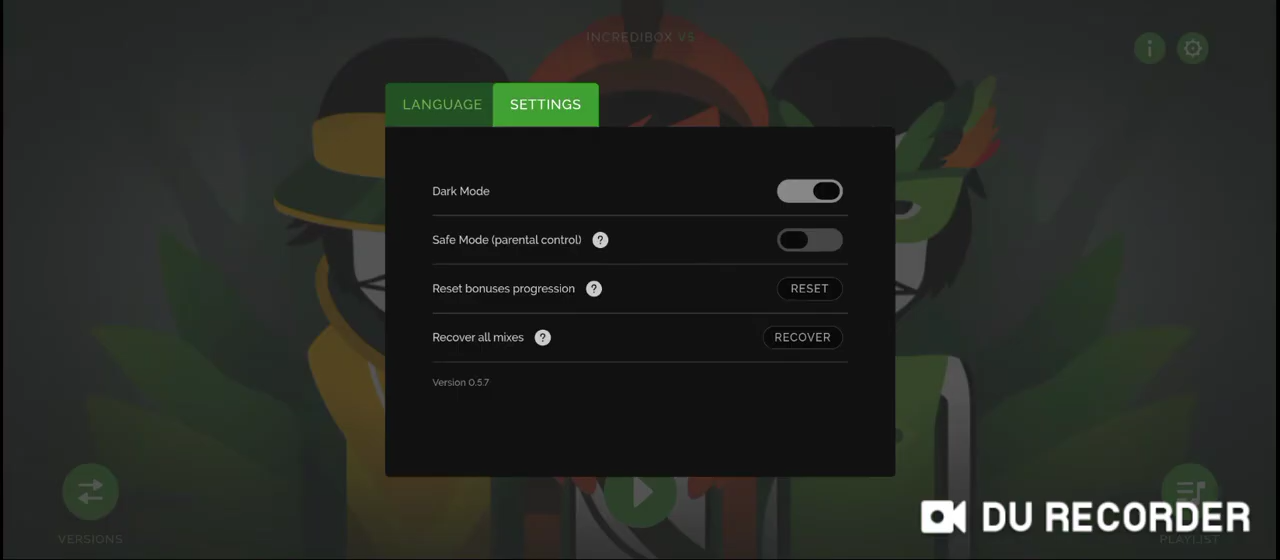 INCREDIBOX V5
LANGUAGE
SETTINGS
Dark Mode
Safe Mode (parental control) ?
Reset bonuses progression ? RESET
Recover all mixes ? RECOVER
Version 0.5.7
VERSIONS
PLAYLIST
DU RECORDER